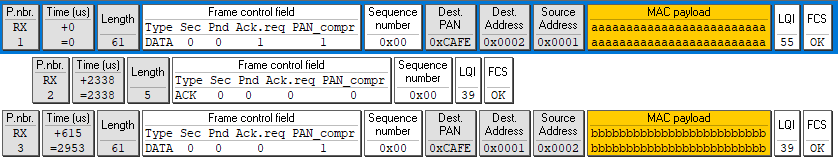 P.nbr. Time (us) Length Frame control field Sequence number Dest. PAN Dest. Address Source Address MAC payload LQI FCS
RX +0 Type Sec Pnd Ack.req PAN_compr aaaaaaaaaaaaaaaaaaaaaaaaa
1 =0 61 DATA 0 0 1 1 0x00 0xCAFE 0x0002 0x0001 aaaaaaaaaaaaaaaaaaaaaaaaa 55 OK
P.nbr. Time (us) Length Frame control field Sequence number LQI FCS
RX +2338 Type Sec Pnd Ack.req PAN_compr
2 =2338 5 ACK 0 0 0 0 0x00 39 OK
P.nbr. Time (us) Length Frame control field Sequence number Dest. PAN Dest. Address Source Address MAC payload LQI FCS
RX +615 Type Sec Pnd Ack.req PAN_compr bbbbbbbbbbbbbbbbbbbbbbbbb
3 =2953 61 DATA 0 0 0 1 0x00 0xCAFE 0x0001 0x0002 bbbbbbbbbbbbbbbbbbbbbbbbb 39 OK